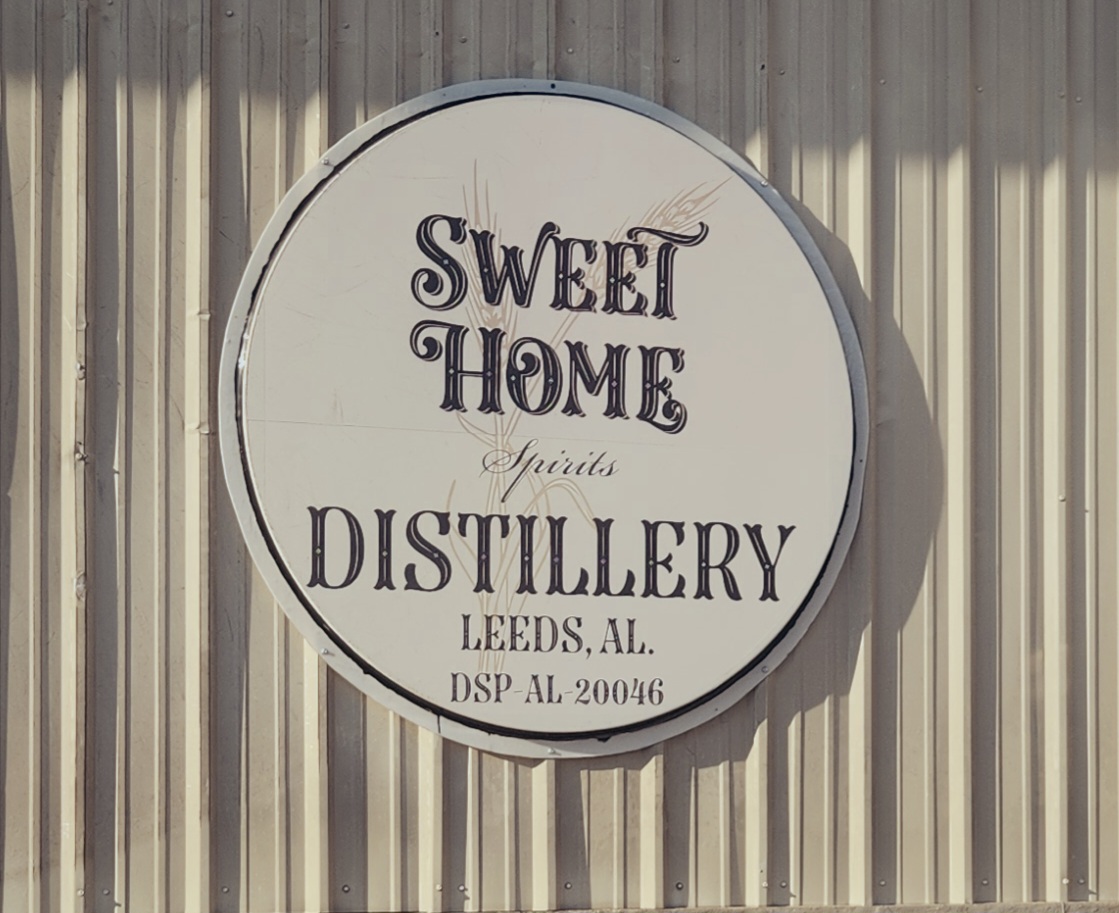 SWEET
HOME
Spirits
DISTILLERY
LEEDS, AL.
DSP-AL-20046